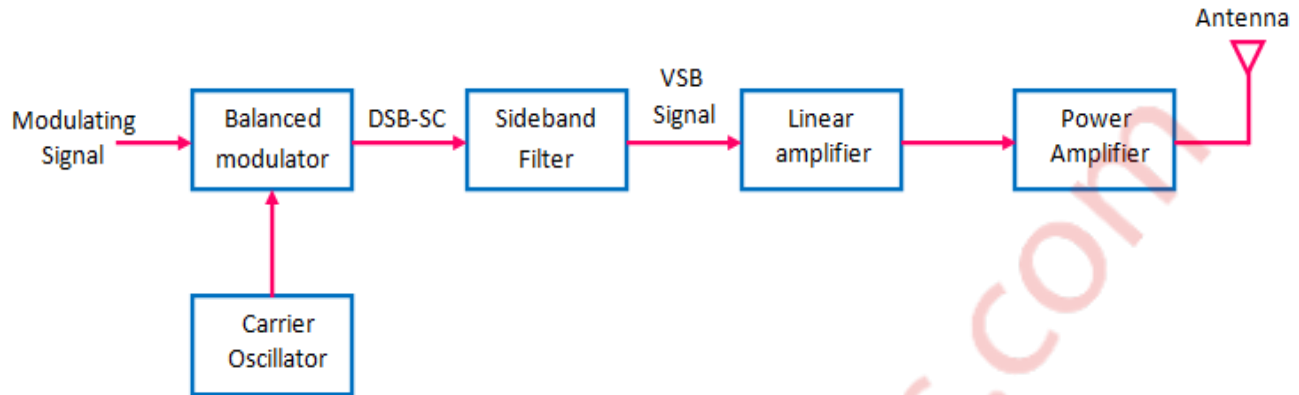 Antenna
Modulating
Signal
Balanced
modulator
DSB-SC
Sideband
Filter
VSB
Signal
Linear
amplifier
Power
Amplifier
Carrier
Oscillator